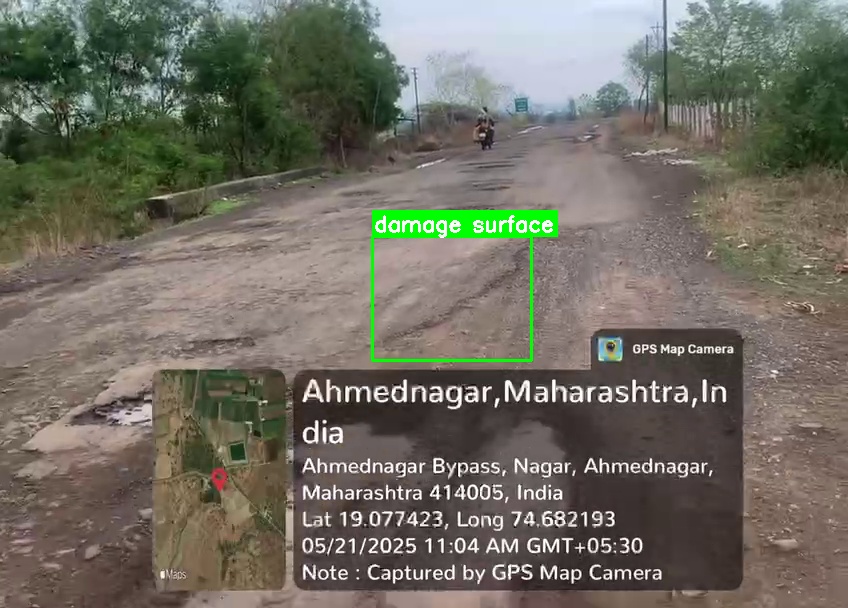 damage surface
GPS Map Camera
Ahmednagar,Maharashtra,In
dia
Ahmednagar Bypass, Nagar, Ahmednagar,
Maharashtra 414005, India
Lat 19.077423, Long 74.682193
05/21/2025 11:04 AM GMT+05:30
Note : Captured by GPS Map Camera
Maps